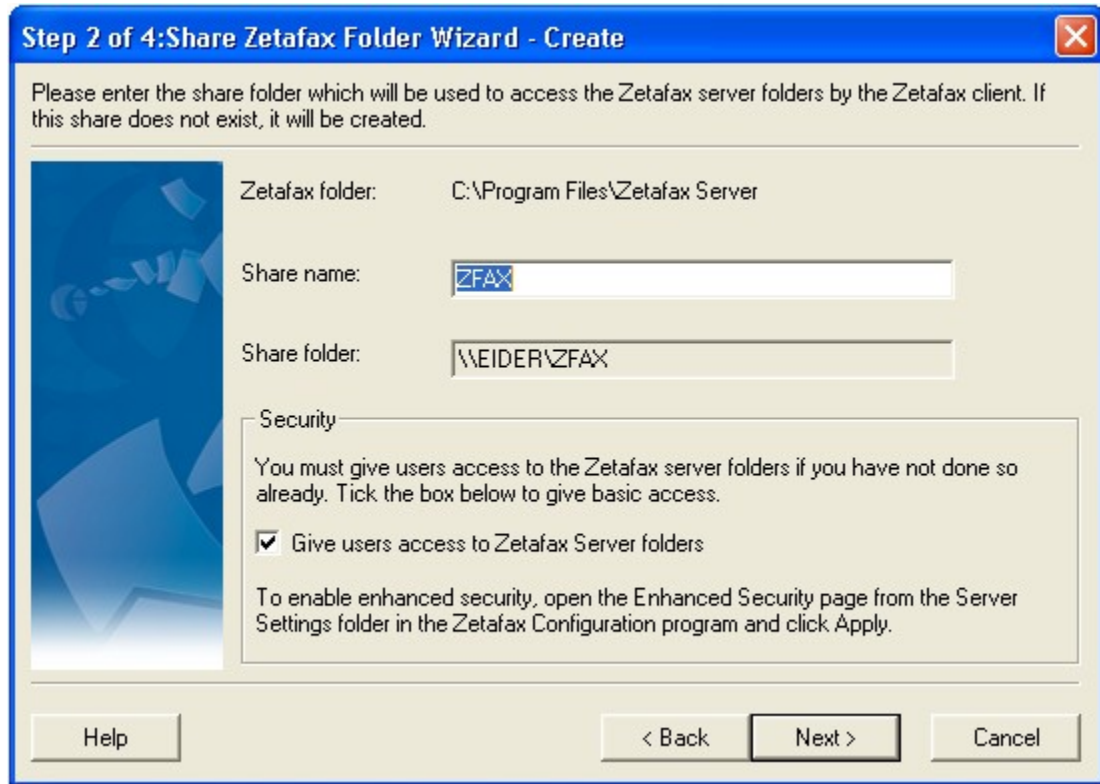 Step 2 of 4:Share Zetafax Folder Wizard - Create
Please enter the share folder which will be used to access the Zetafax server folders by the Zetafax client. If
this share does not exist, it will be created.
Zetafax folder: C:\Program Files\Zetafax Server
Share name: ZFAX
Share folder: \\EIDER\ZFAX
Security
You must give users access to the Zetafax server folders if you have not done so
already. Tick the box below to give basic access.
Give users access to Zetafax Server folders
To enable enhanced security, open the Enhanced Security page from the Server
Settings folder in the Zetafax Configuration program and click Apply.
Help < Back Next > Cancel